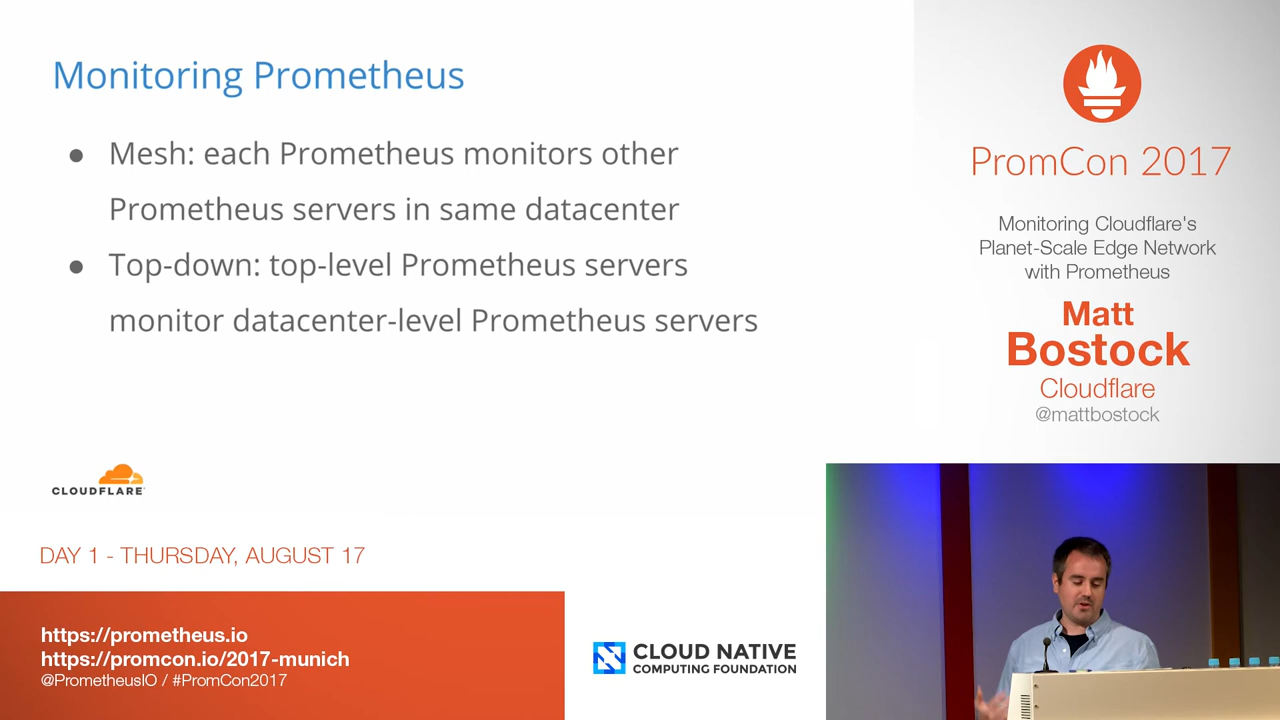 Monitoring Prometheus
● Mesh: each Prometheus monitors other
Prometheus servers in same datacenter
● Top-down: top-level Prometheus servers
monitor datacenter-level Prometheus servers
CLOUDFLARE
DAY 1 - THURSDAY, AUGUST 17
https://prometheus.io
https://promcon.io/2017-munich
@PrometheusIO / #PromCon2017
CLOUD NATIVE
COMPUTING FOUNDATION
PromCon 2017
Monitoring Cloudflare's
Planet-Scale Edge Network
with Prometheus
Matt
Bostock
Cloudflare
@mattbostock